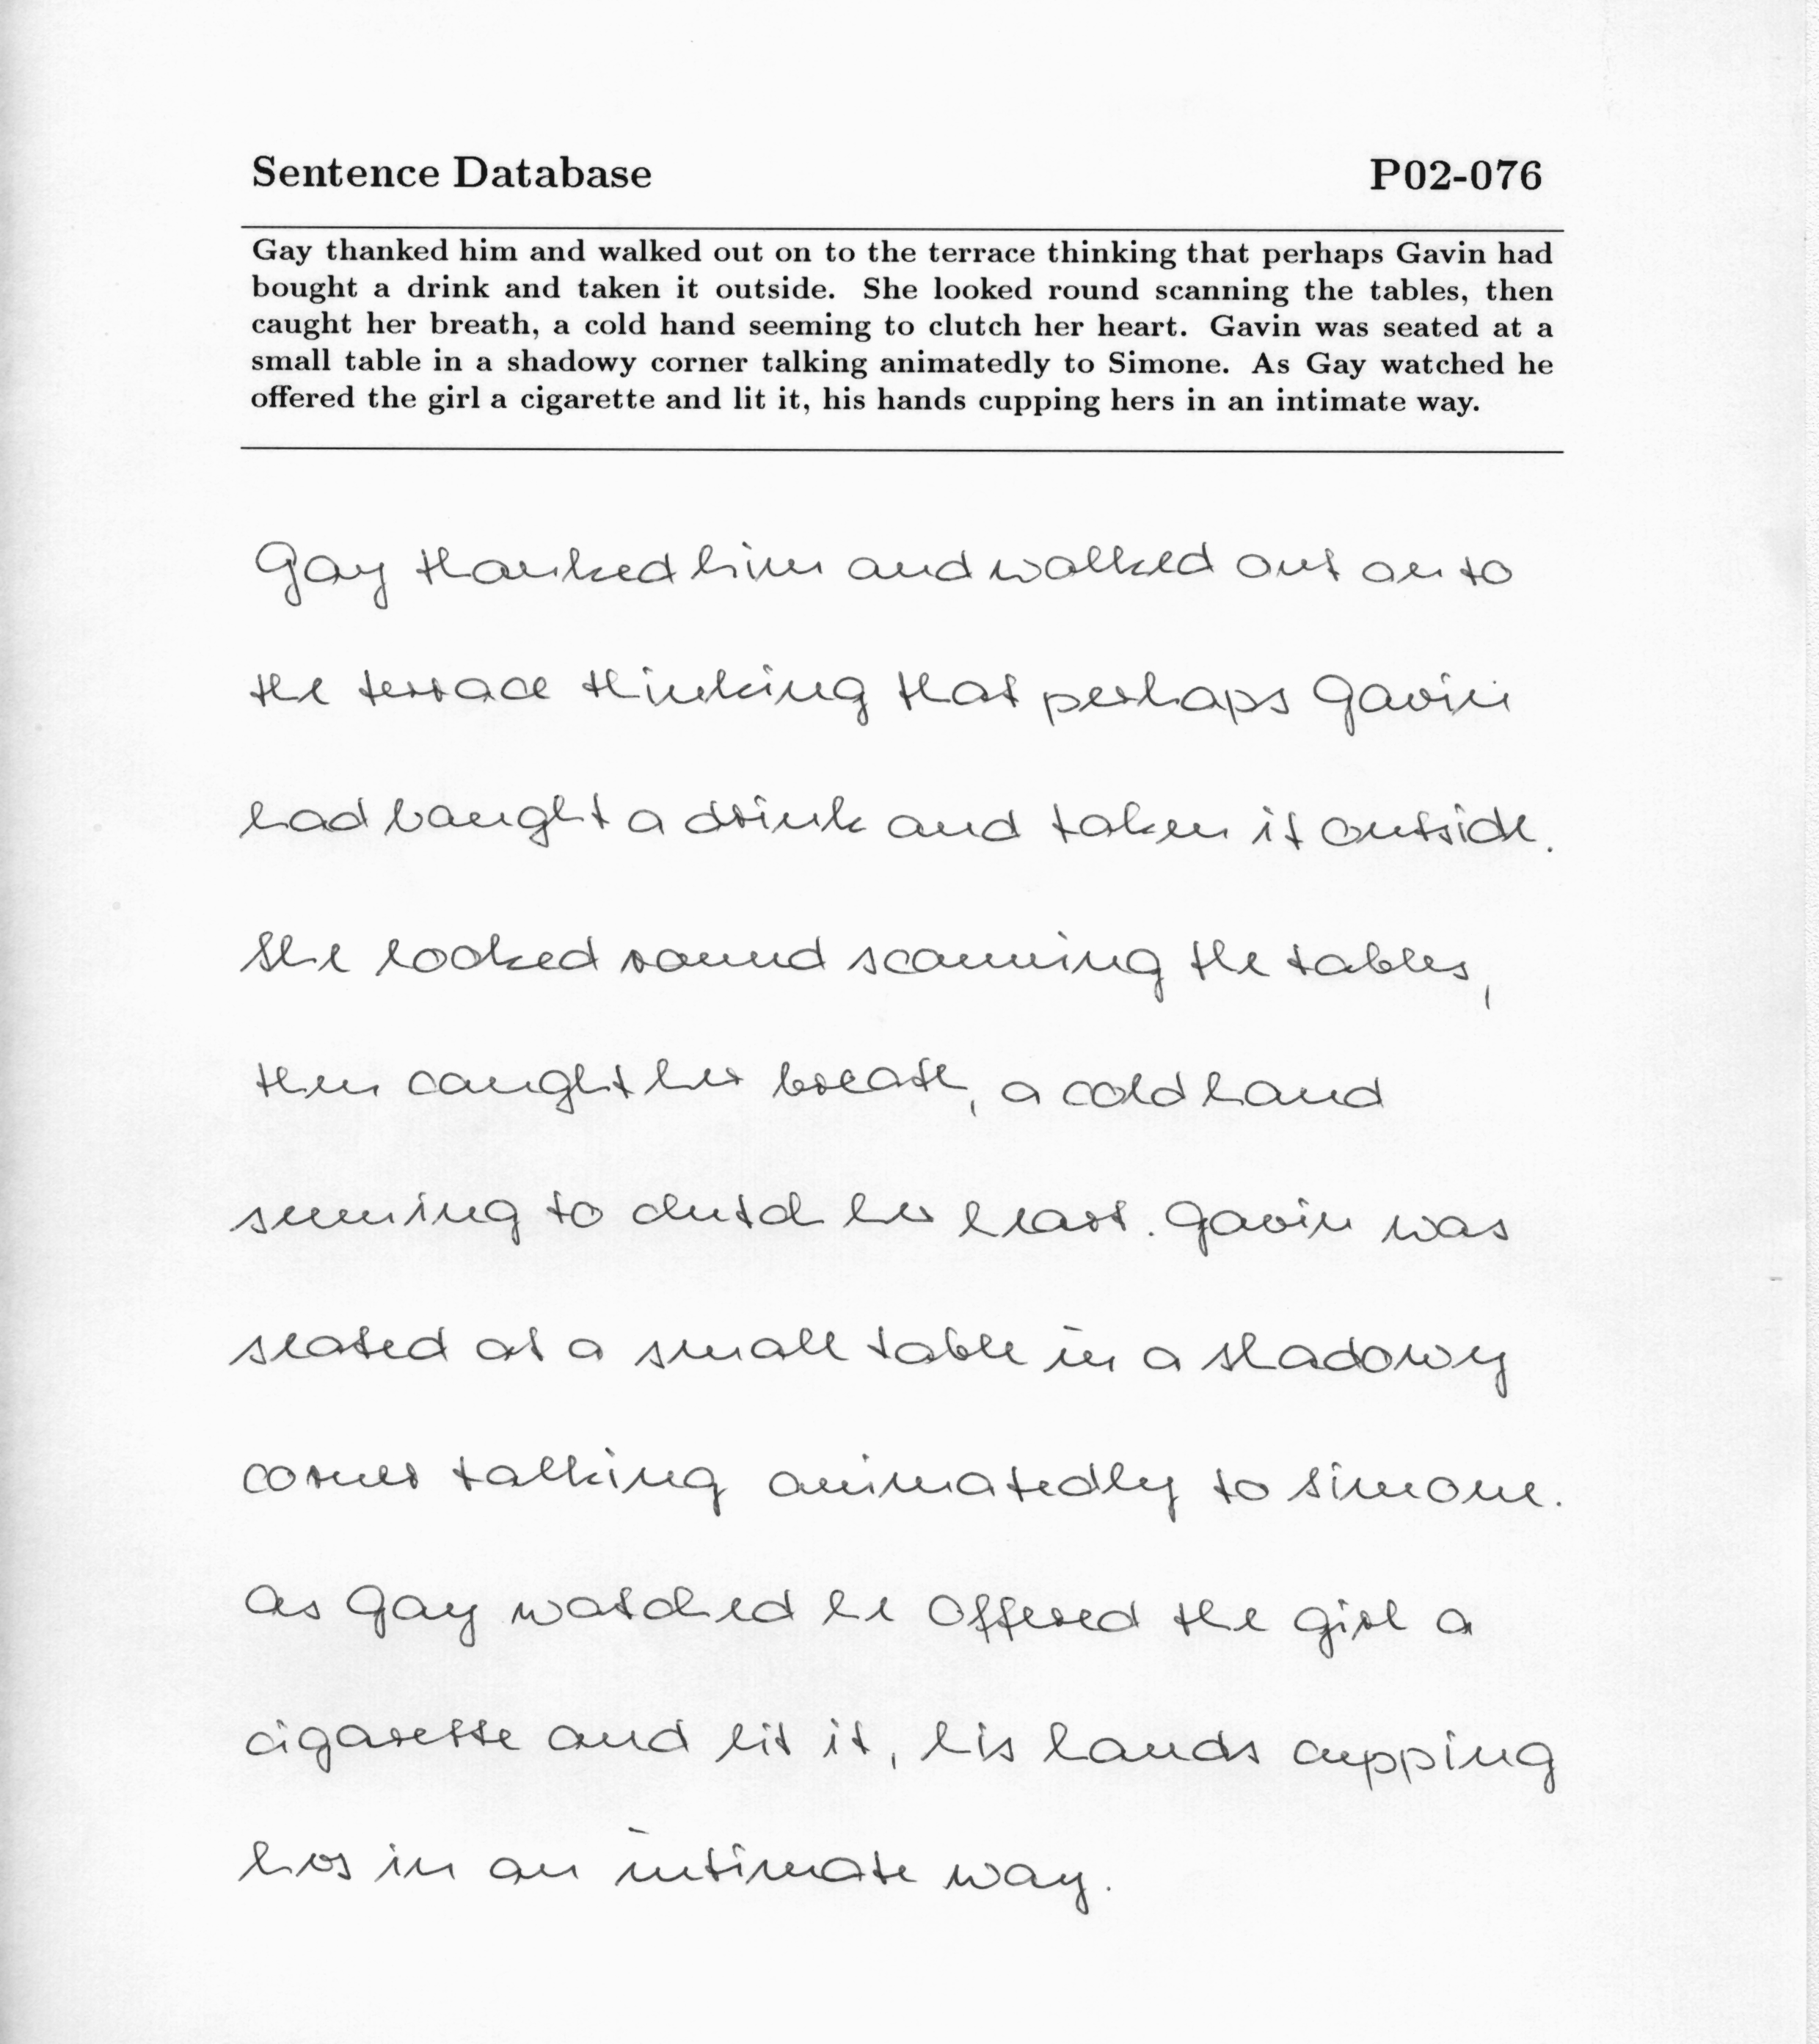 Sentence Database P02-076
Gay thanked him and walked out on to the terrace thinking that perhaps Gavin had
bought a drink and taken it outside. She looked round scanning the tables, then
caught her breath, a cold hand seeming to clutch her heart. Gavin was seated at a
small table in a shadowy corner talking animatedly to Simone. As Gay watched he
offered the girl a cigarette and lit it, his hands cupping hers in an intimate way.
Gay thanked him and walked out on to
the terrace thinking that perhaps Gavin
had bought a drink and taken it outside.
She looked round scanning the tables,
then caught her breath, a cold hand
seeming to clutch her heart. Gavin was
seated at a small table in a shadowy
corner talking animatedly to Simone.
As Gay watched he offered the girl a
cigarette and lit it, his hands cupping
hers in an intimate way.